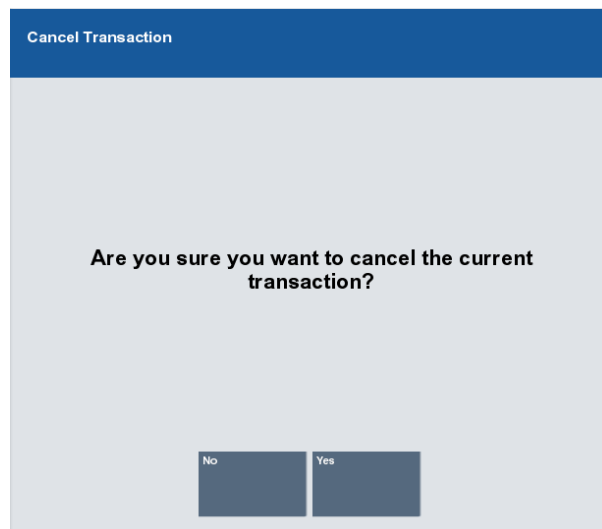 Cancel Transaction
Are you sure you want to cancel the current
transaction?
No
Yes